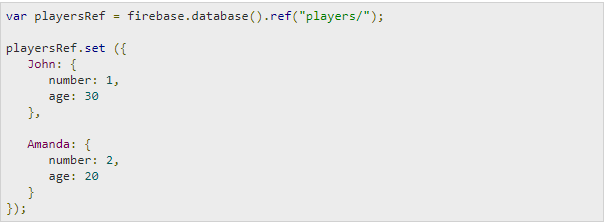 var playersRef = firebase.database().ref("players/");

playersRef.set ({
   John: {
      number: 1,
      age: 30
   },

   Amanda: {
      number: 2,
      age: 20
   }
});